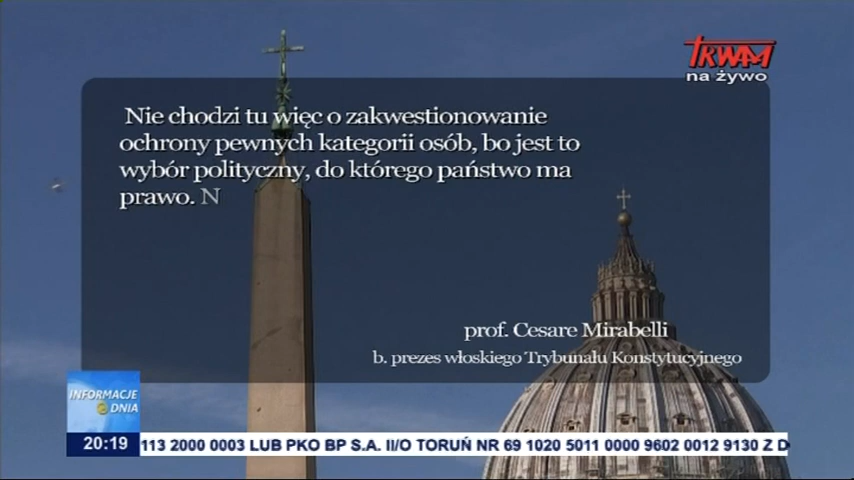 TRWAM
na żywo
Nie chodzi tu więc o zakwestionowanie
ochrony pewnych kategorii osób, bo jest to
wybór polityczny, do którego państwo ma
prawo. N
prof. Cesare Mirabelli
b. prezes włoskiego Trybunału Konstytucyjnego
INFORMACJE
DNIA
20:19 113 2000 0003 LUB PKO BP S.A. II/O TORUŃ NR 69 1020 5011 0000 9602 0012 9130 Z D